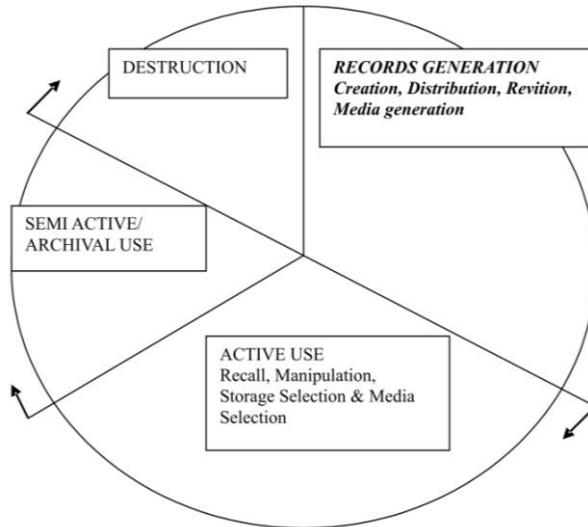 DESTRUCTION
RECORDS GENERATION
Creation, Distribution, Revition,
Media generation
SEMI ACTIVE/
ARCHIVAL USE
ACTIVE USE
Recall, Manipulation,
Storage Selection & Media
Selection